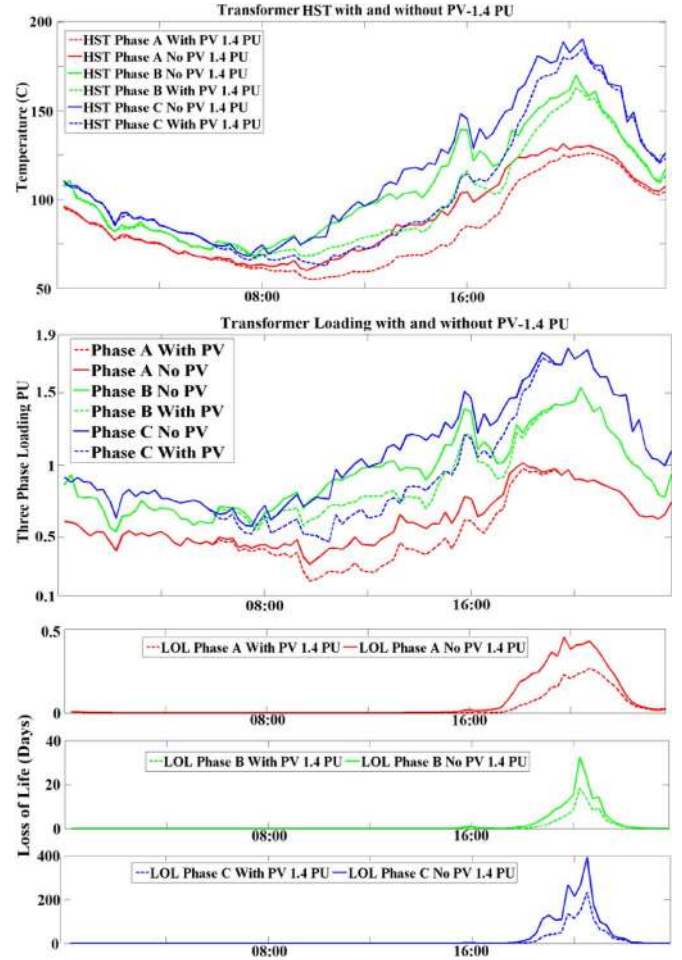 Transformer HST with and without PV-1.4 PU
200
150
100
50
Temperature (C)
HST Phase A With PV 1.4 PU
HST Phase A No PV 1.4 PU
HST Phase B No PV 1.4 PU
HST Phase B With PV 1.4 PU
HST Phase C No PV 1.4 PU
HST Phase C With PV 1.4 PU
08:00
16:00
Transformer Loading with and without PV-1.4 PU
1.9
1.5
1
0.5
0.1
Three Phase Loading PU
Phase A With PV
Phase A No PV
Phase B No PV
Phase B With PV
Phase C No PV
Phase C With PV
08:00
16:00
Loss of Life (Days)
0.5
0
LOL Phase A With PV 1.4 PU
LOL Phase A No PV 1.4 PU
08:00
16:00
40
20
0
LOL Phase B With PV 1.4 PU
LOL Phase B No PV 1.4 PU
08:00
16:00
400
200
0
LOL Phase C With PV 1.4 PU
LOL Phase C No PV 1.4 PU
08:00
16:00